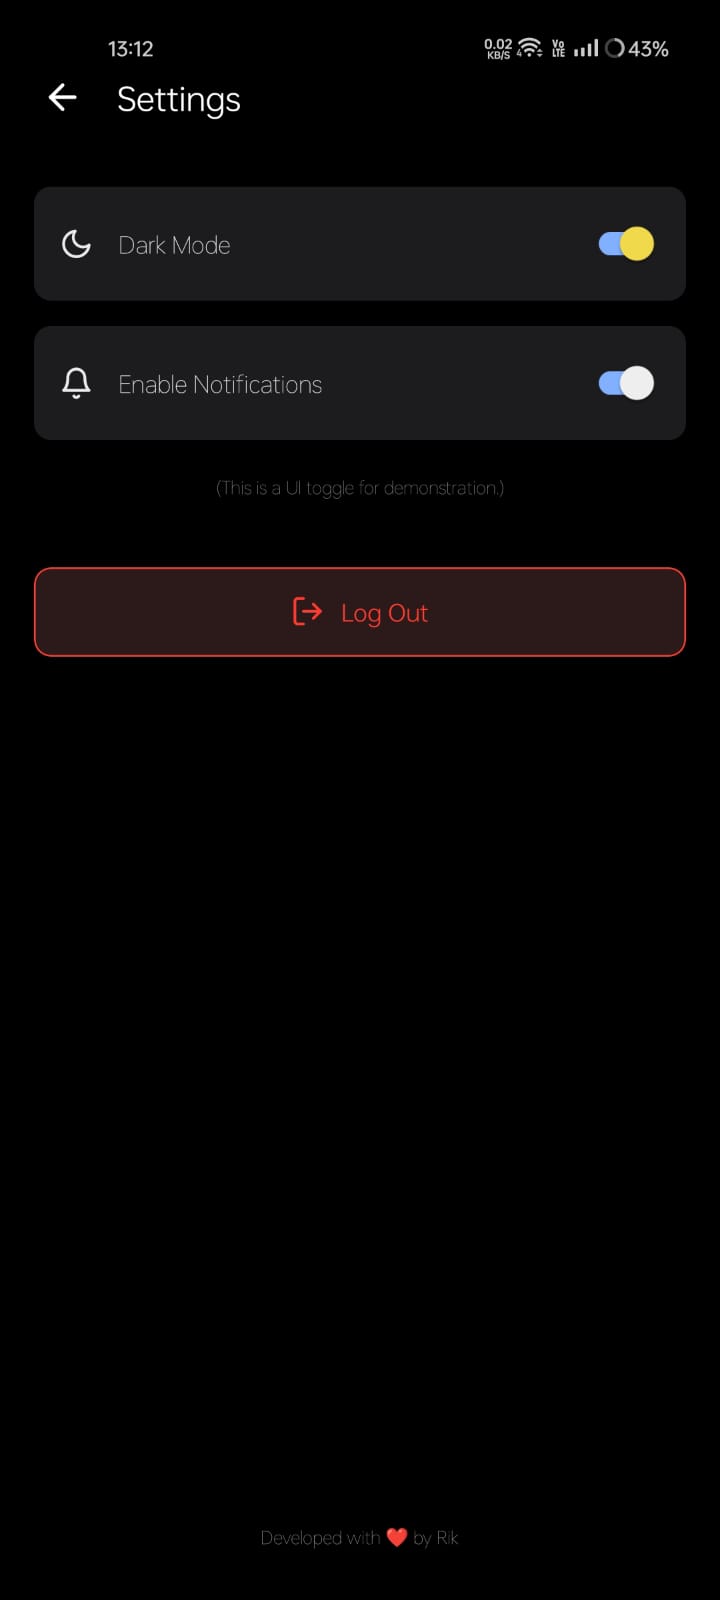 13:12
0.02 KB/S 4 Vo LTE 43%
Settings
Dark Mode
Enable Notifications
(This is a UI toggle for demonstration.)
Log Out
Developed with ❤️ by Rik